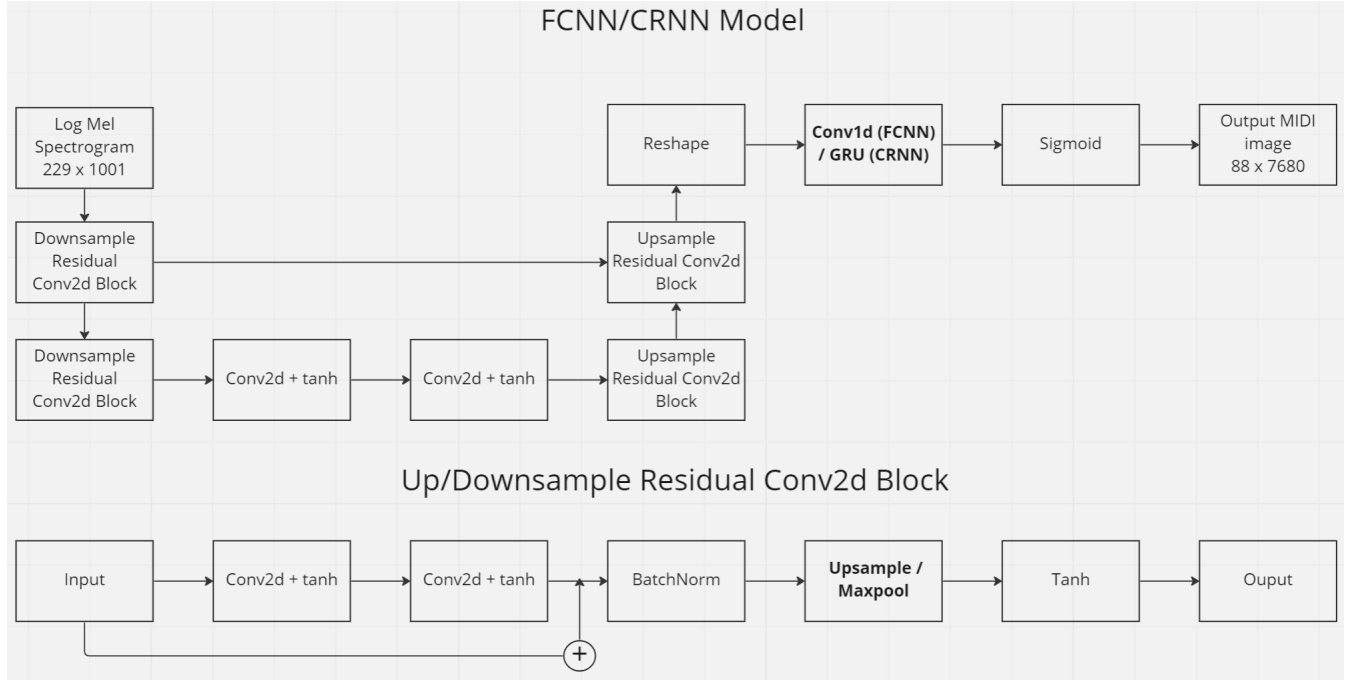 FCNN/CRNN Model
Log Mel
Spectrogram
229 x 1001
Reshape
Conv1d (FCNN)
/ GRU (CRNN)
Sigmoid
Output MIDI
image
88 x 7680
Downsample
Residual
Conv2d Block
Upsample
Residual Conv2d
Block
Downsample
Residual
Conv2d Block
Conv2d + tanh
Conv2d + tanh
Upsample
Residual Conv2d
Block
Up/Downsample Residual Conv2d Block
Input
Conv2d + tanh
Conv2d + tanh
BatchNorm
Upsample /
Maxpool
Tanh
Ouput
+